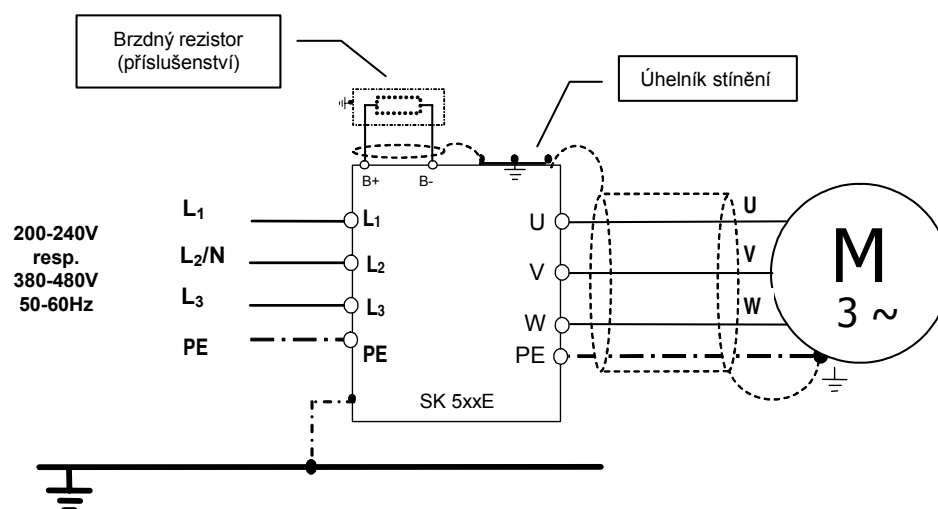 Brzdný rezistor
(příslušenství)
Úhelník stínění
B+ B-
200-240V
resp.
380-480V
50-60Hz
L1
L2/N
L3
PE
L1
L2
L3
PE
U
V
W
PE
SK 5xxE
U
V
W
M
3 ~